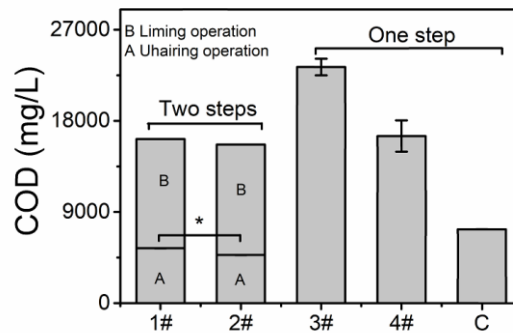 27000
B Liming operation
One step
A Uhairing operation
18000
Two steps
COD (mg/L)
B
B
9000
*
A
A
0
1#
2#
3#
4#
C